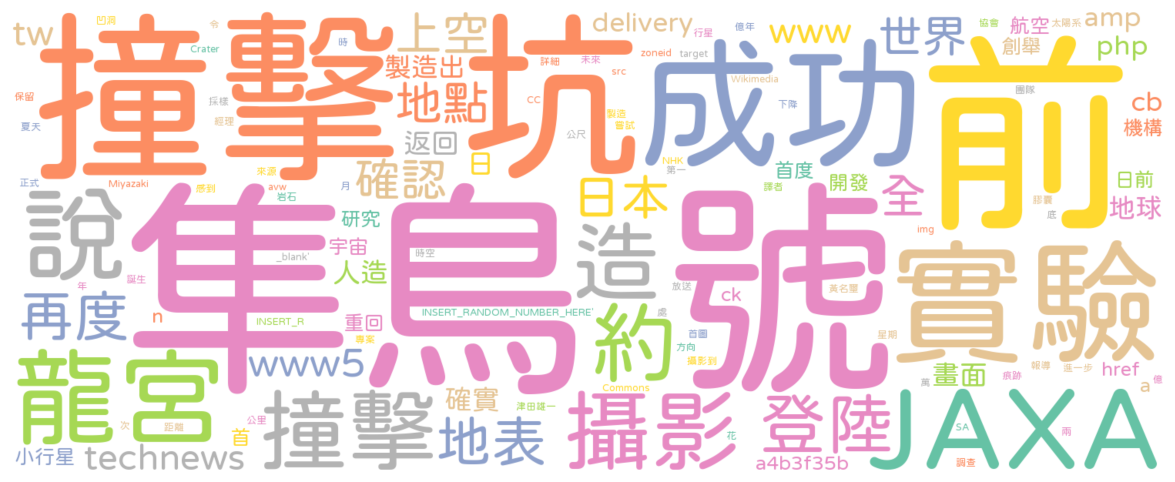 凹洞
令
tw
Crater
時
上空
delivery
行星
億年
www
世界
協會
航空
太陽系
amp
創舉
php
撞擊坑
製造出
詳細
未來
zoneid
target
成功
前
保留
採樣
地點
src
Wikimedia
團隊
cb
夏天
經理
CC
製造
下降
機構
返回
公尺
嘗試
NHK
正式
Miyazaki
感到
來源
avw
確認
日
第一
首度
日前
月
岩石
日本
譯者
開發
全
膠囊
地球
說
研究
隼鳥號
造
底
img
宇宙
_blank'
時空
實驗
誕生
人造
放送
ck
黃名璽
年
再度
n
INSERT_R
重回
INSERT_RANDOM_NUMBER_HERE'
處
約
首圖
星期
專案
方向
www5
攝影到
畫面
報導
進一步
痕跡
href
龍宮
Commons
萬
a
億
撞擊
確實
津田雄一
攝影
登陸
JAXA
公里
次
距離
首
地表
花
SA
兩
小行星
technews
a4b3f35b
調查